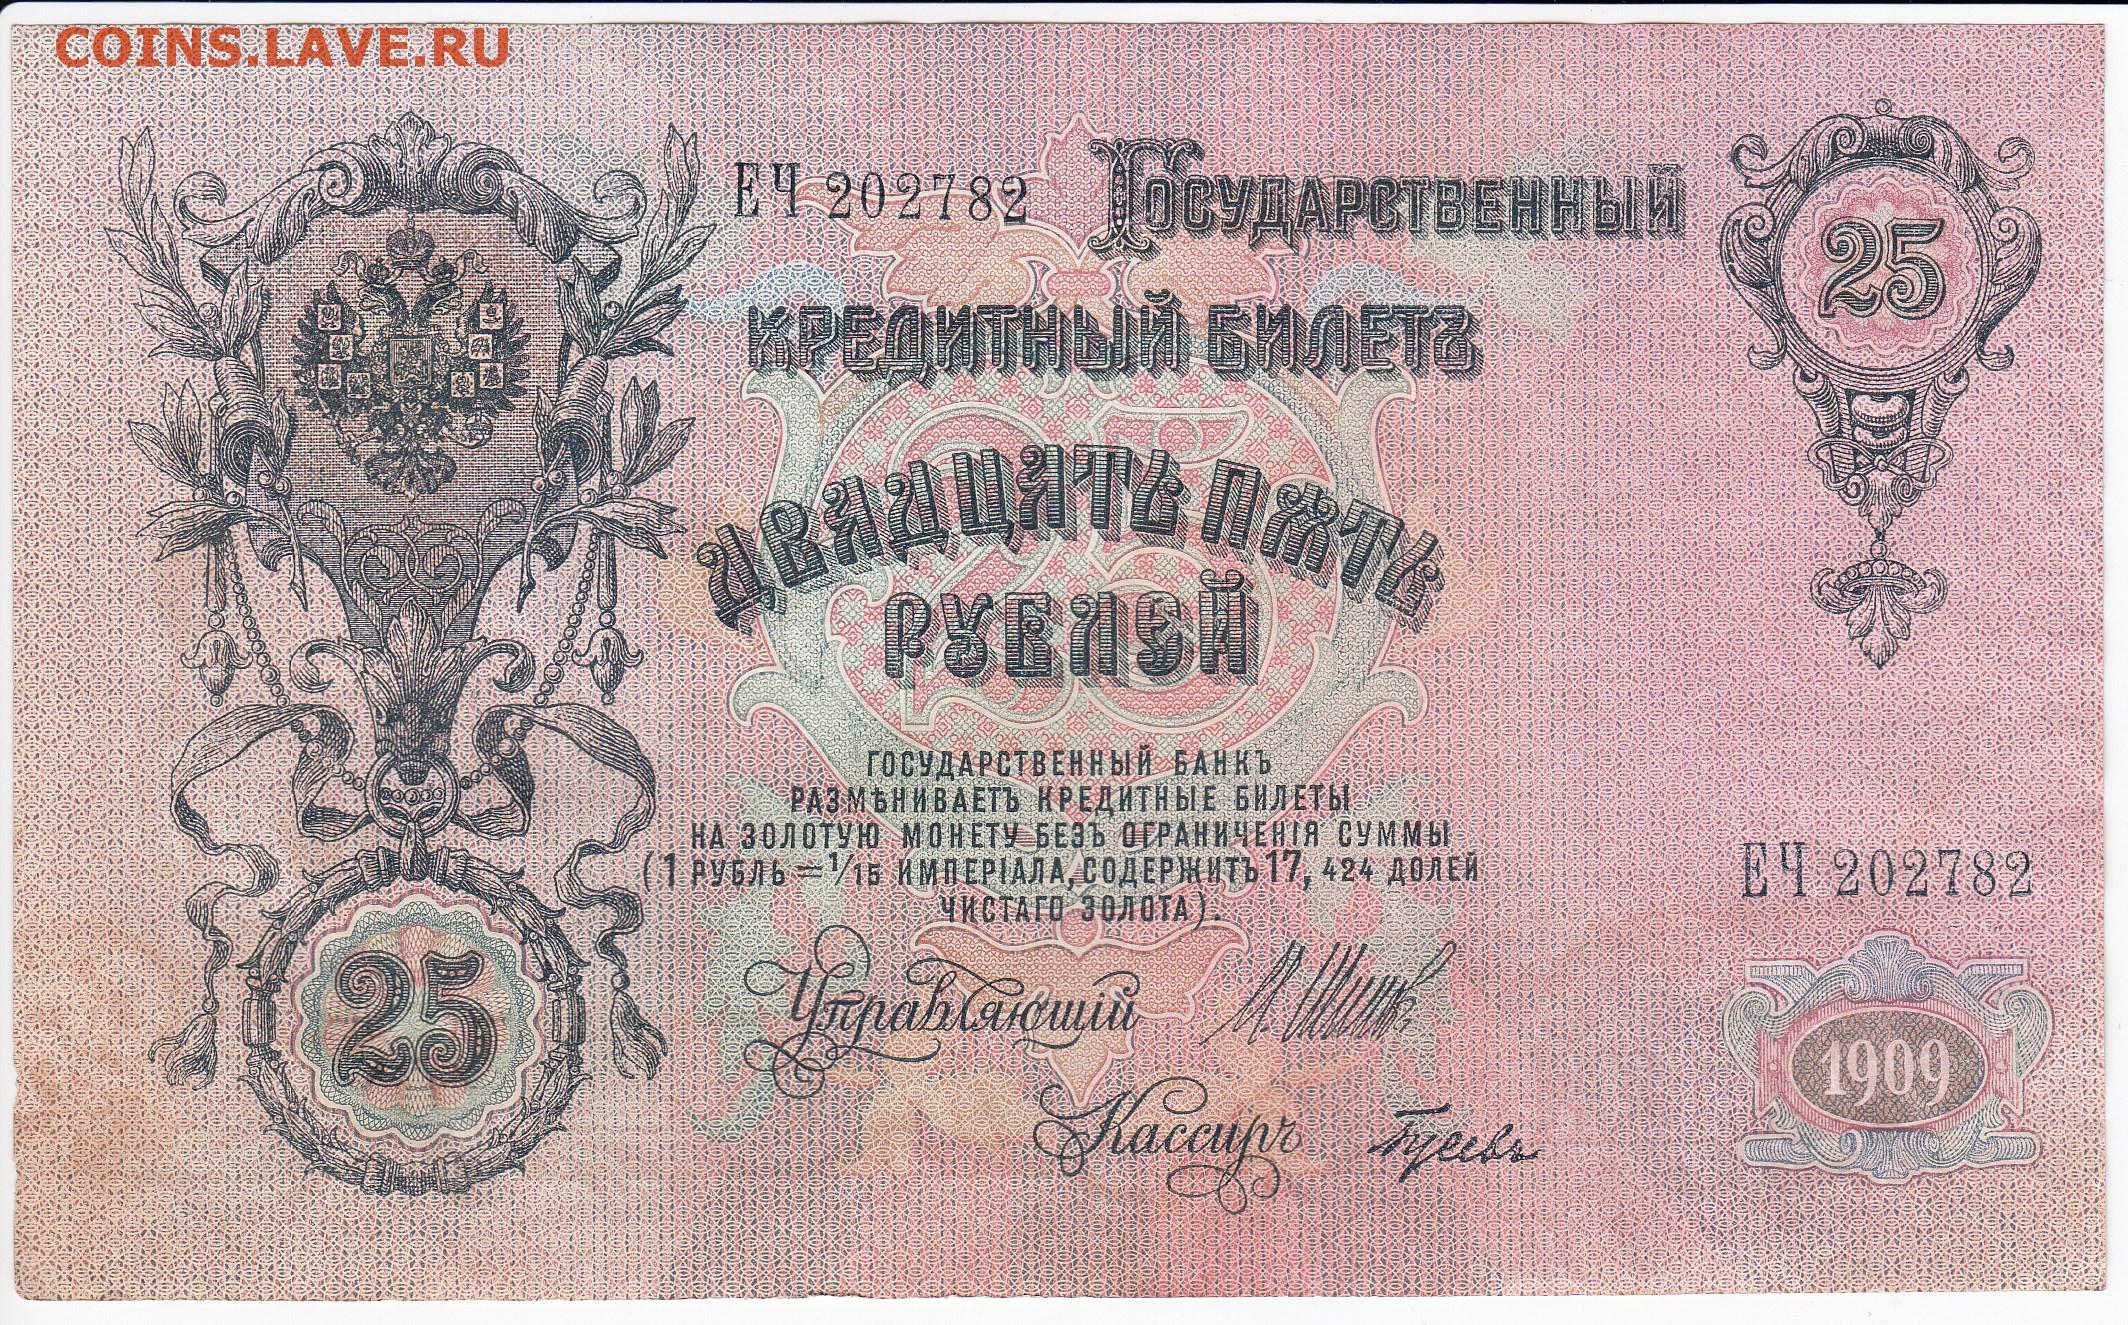 COINS.LAVE.RU
ЕЧ 202782 ГОСУДАРСТВЕННЫЙ 25
КРЕДИТНЫЙ БИЛЕТЪ
ДВАДЦАТЬ ПЯТЬ
РУБЛЕЙ
ГОСУДАРСТВЕННЫЙ БАНКЪ
РАЗМѢНИВАЕТЪ КРЕДИТНЫЕ БИЛЕТЫ
НА ЗОЛОТУЮ МОНЕТУ БЕЗЪ ОГРАНИЧЕНІЯ СУММЫ
(1 РУБЛЬ = 1/15 ИМПЕРІАЛА, СОДЕРЖИТЪ 17, 424 ДОЛЕЙ
ЧИСТАГО ЗОЛОТА).
ЕЧ 202782
25
Управляющій И. Шипов
Кассиръ Гусевъ
1909